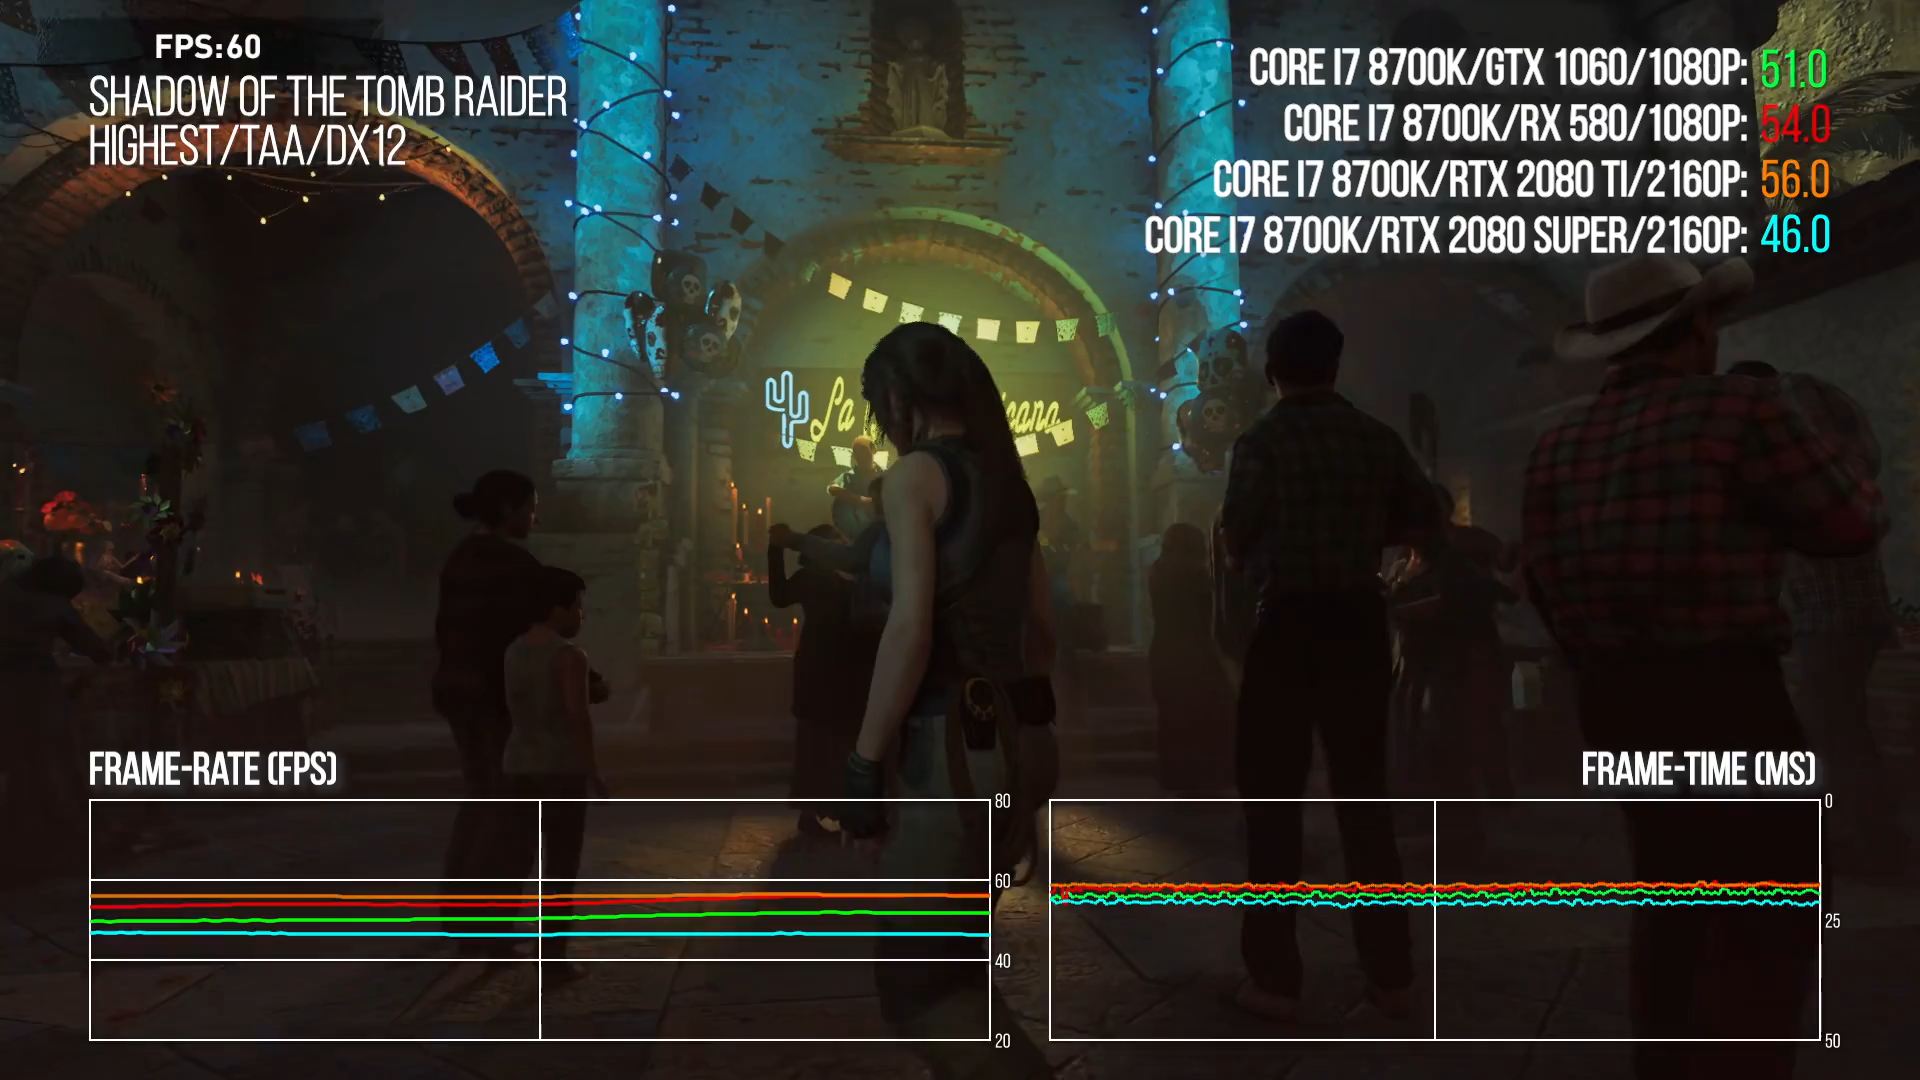 FPS:60
SHADOW OF THE TOMB RAIDER
HIGHEST/TAA/DX12
CORE I7 8700K/GTX 1060/1080P: 51.0
CORE I7 8700K/RX 580/1080P: 54.0
CORE I7 8700K/RTX 2080 TI/2160P: 56.0
CORE I7 8700K/RTX 2080 SUPER/2160P: 46.0
La
FRAME-RATE (FPS)
80
60
40
20
FRAME-TIME (MS)
0
25
50